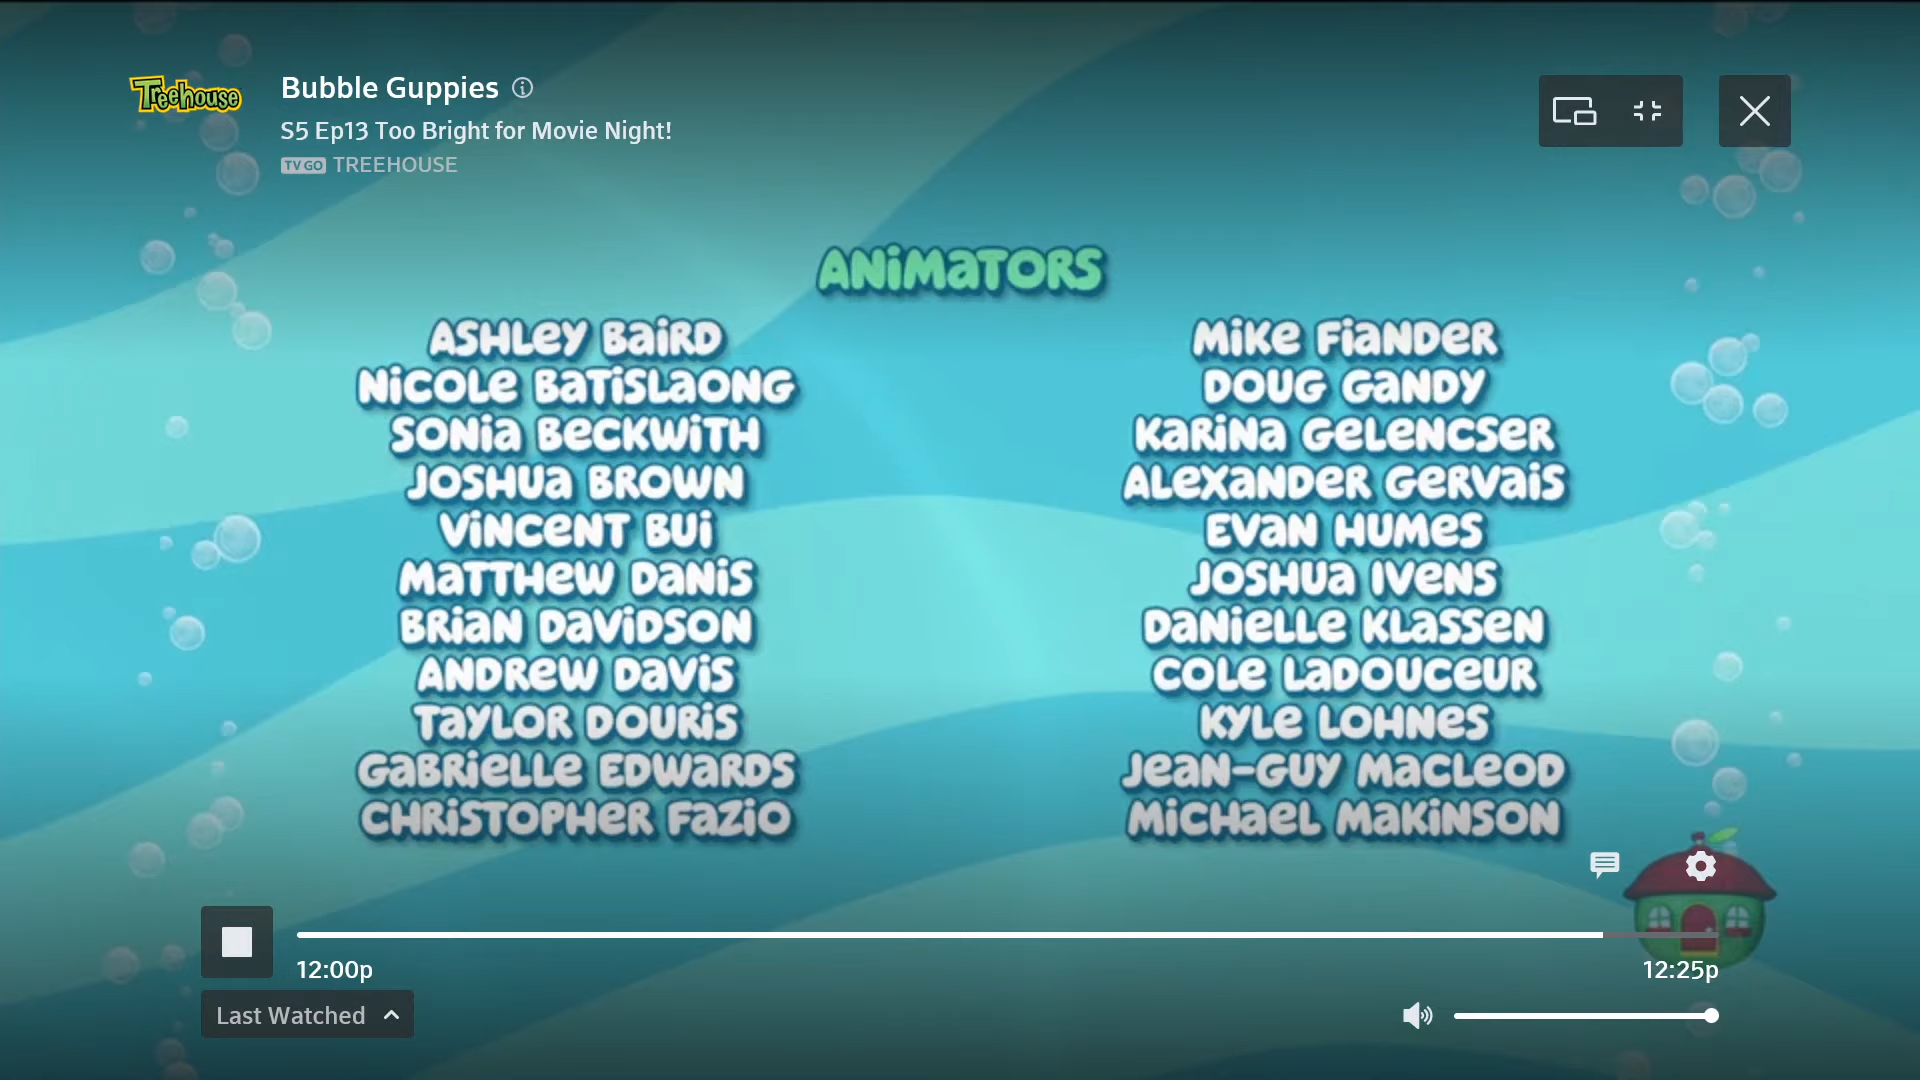 Treehouse
Bubble Guppies
S5 Ep13 Too Bright for Movie Night!
TV GO TREEHOUSE
ANIMATORS
ASHLEY BAIRD
NICOLE BATISLAONG
SONIA BECKWITH
JOSHUA BROWN
VINCENT BUI
MATTHEW DANIS
BRIAN DAVIDSON
ANDREW DAVIS
TAYLOR DOURIS
GABRIELLE EDWARDS
CHRISTOPHER FAZIO
MIKE FIANDER
DOUG GANDY
KARINA GELENCSER
ALEXANDER GERVAIS
EVAN HUMES
JOSHUA IVENS
DANIELLE KLASSEN
COLE LADOUCEUR
KYLE LOHNES
JEAN-GUY MACLEOD
MICHAEL MAKINSON
12:00p
12:25p
Last Watched